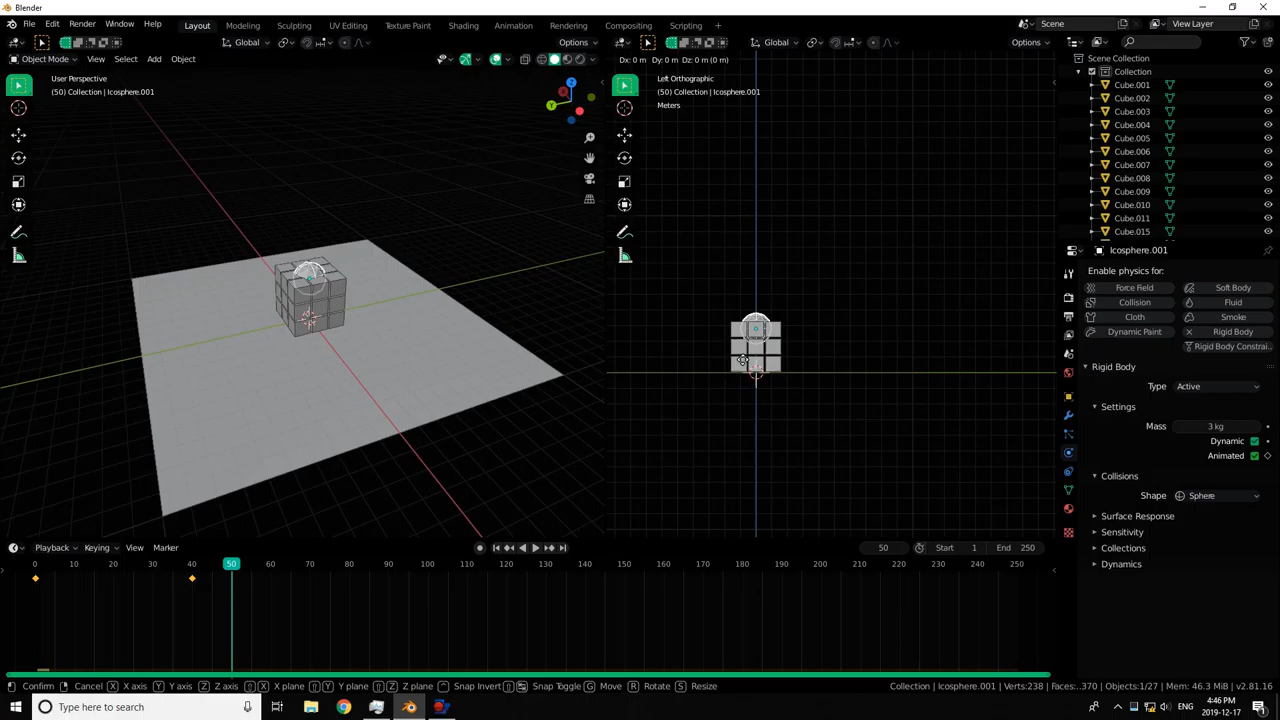 Blender
File Edit Render Window Help Layout Modeling Sculpting UV Editing Texture Paint Shading Animation Rendering Compositing Scripting Scene View Layer
Global Options Global Options
Object Mode View Select Add Object Dx: 0 m Dy: 0 m Dz: 0 m (0 m)
User Perspective
(50) Collection | Icosphere.001
Left Orthographic
(50) Collection | Icosphere.001
Meters
Z
Y
Scene Collection
Collection
Cube.001
Cube.002
Cube.003
Cube.004
Cube.005
Cube.006
Cube.007
Cube.008
Cube.009
Cube.010
Cube.011
Cube.015
Icosphere.001
Enable physics for:
Force Field Soft Body
Collision Fluid
Cloth Smoke
Dynamic Paint Rigid Body
Rigid Body Constrai..
Rigid Body
Type Active
Settings
Mass 3 kg
Dynamic
Animated
Collisions
Shape Sphere
Surface Response
Sensitivity
Collections
Dynamics
Playback Keying View Marker 50 Start 1 End 250
0 40 50 60 70 80 90 100 110 120 130 140 150 160 170 180 190 200 210 220 230 240 250
Confirm Cancel X X axis Y Y axis Z Z axis X X plane Y Y plane Z Z plane Snap Invert Snap Toggle G Move R Rotate S Resize Collection | Icosphere.001 | Verts:238 | Faces:..370 | Objects:1/27 | Mem: 46.3 MiB | v2.81.16
Type here to search
ENG
4:46 PM
2019-12-17